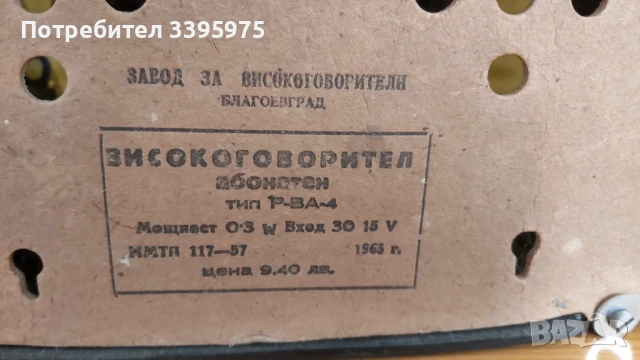 Потребител 3395975
ЗАВОД ЗА ВИСОКОГОВОРИТЕЛИ
БЛАГОЕВГРАД
ВИСОКОГОВОРИТЕЛ
абонатен
тип Р-ВА-4
Мощност 0·3 W Вход 30 15 V
ИМТП 117—57 1963 г.
цена 9.40 лв.
BAZAR